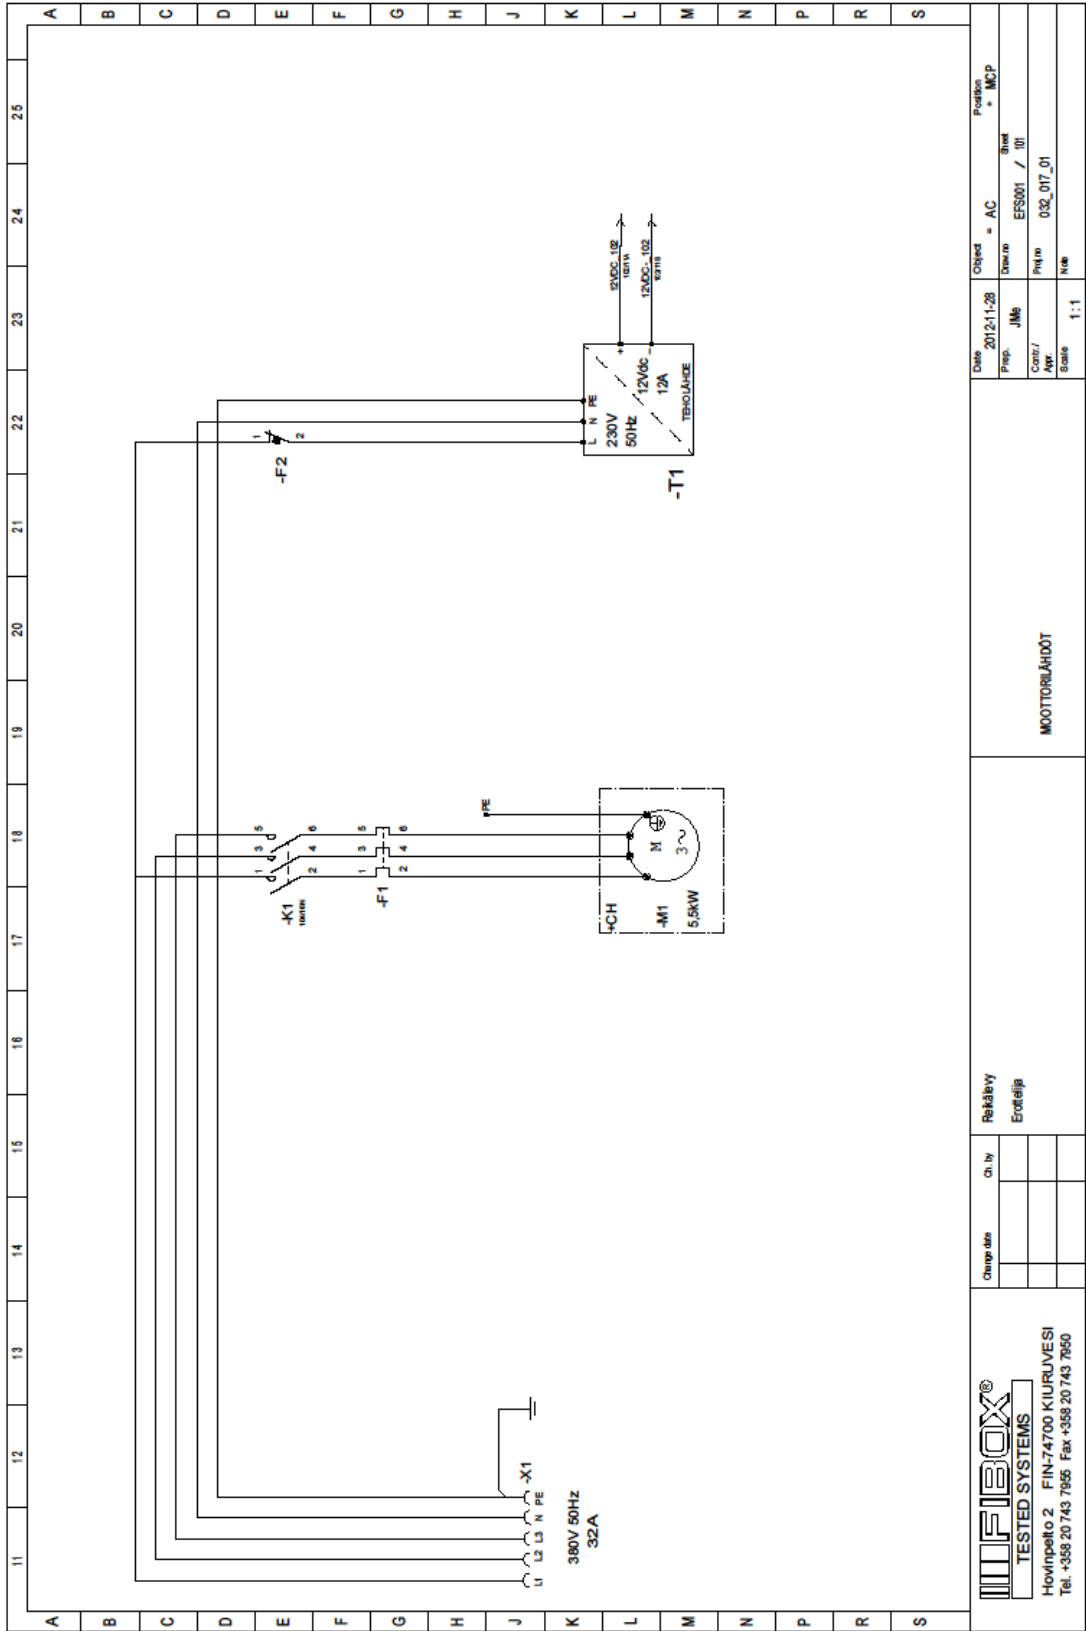 11 12 13 14 15 16 17 18 19 20 21 22 23 24 25
A A
B B
C C
D D
E E
F F
G G
H H
J J
K K
L L
M M
N N
P P
R R
S S
L1 L2 L3 N PE
-X1
380V 50Hz
32A
-K1
1 3 5
2 4 6
-F1
1 3 5
2 4 6
PE
+CH
-M1
5,5kW
M
3~
-F2
1
2
L N PE
230V
50Hz
12Vdc
12A
+
-
TEHOLÄHDE
-T1
12VDC_102
12VDC-_102
FIBOX®
TESTED SYSTEMS
Hovinpelto 2 FIN-74700 KIURUVESI
Tel. +358 20 743 7955 Fax +358 20 743 7950
Change date Ch. by
Reikälevy
Erottelija
MOOTTORILÄHDÖT
Date 2012-11-28
Prep. JMe
Contr./
Appr.
Scale 1:1
Object = AC
Position + MCP
Draw.no EFS001 / Sheet 101
Proj.no 032_017_01
Note